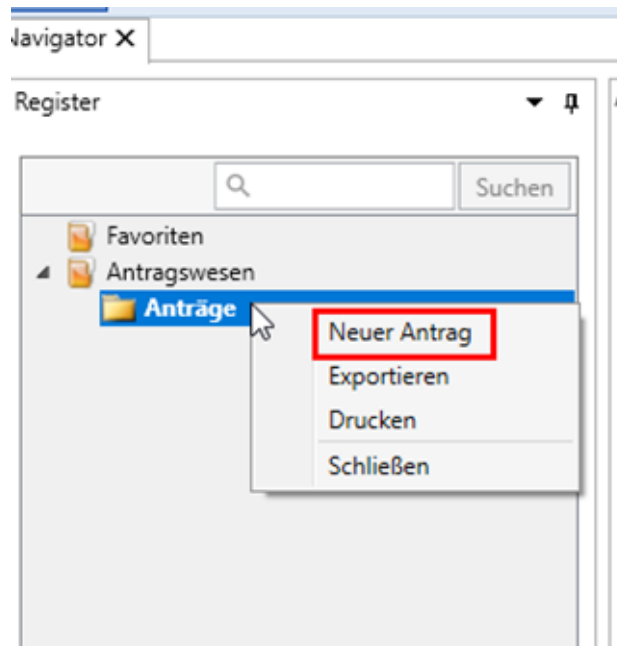 Navigator
Register
Suchen
Favoriten
Antragswesen
Anträge
Neuer Antrag
Exportieren
Drucken
Schließen